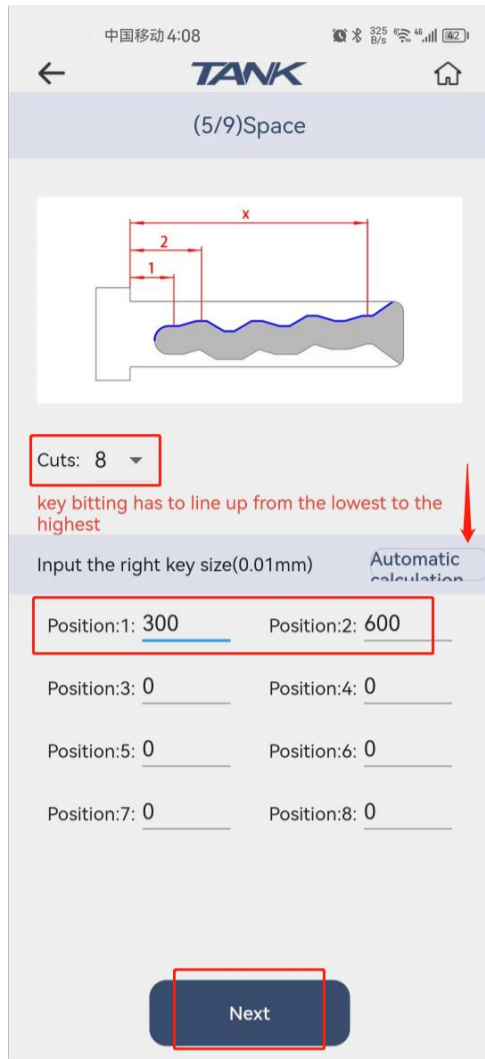 中国移动 4:08 325 B/s 46 42
TANK
(5/9)Space
x
2
1
Cuts: 8
key bitting has to line up from the lowest to the
highest
Input the right key size(0.01mm) Automatic
calculation
Position:1: 300 Position:2: 600
Position:3: 0 Position:4: 0
Position:5: 0 Position:6: 0
Position:7: 0 Position:8: 0
Next